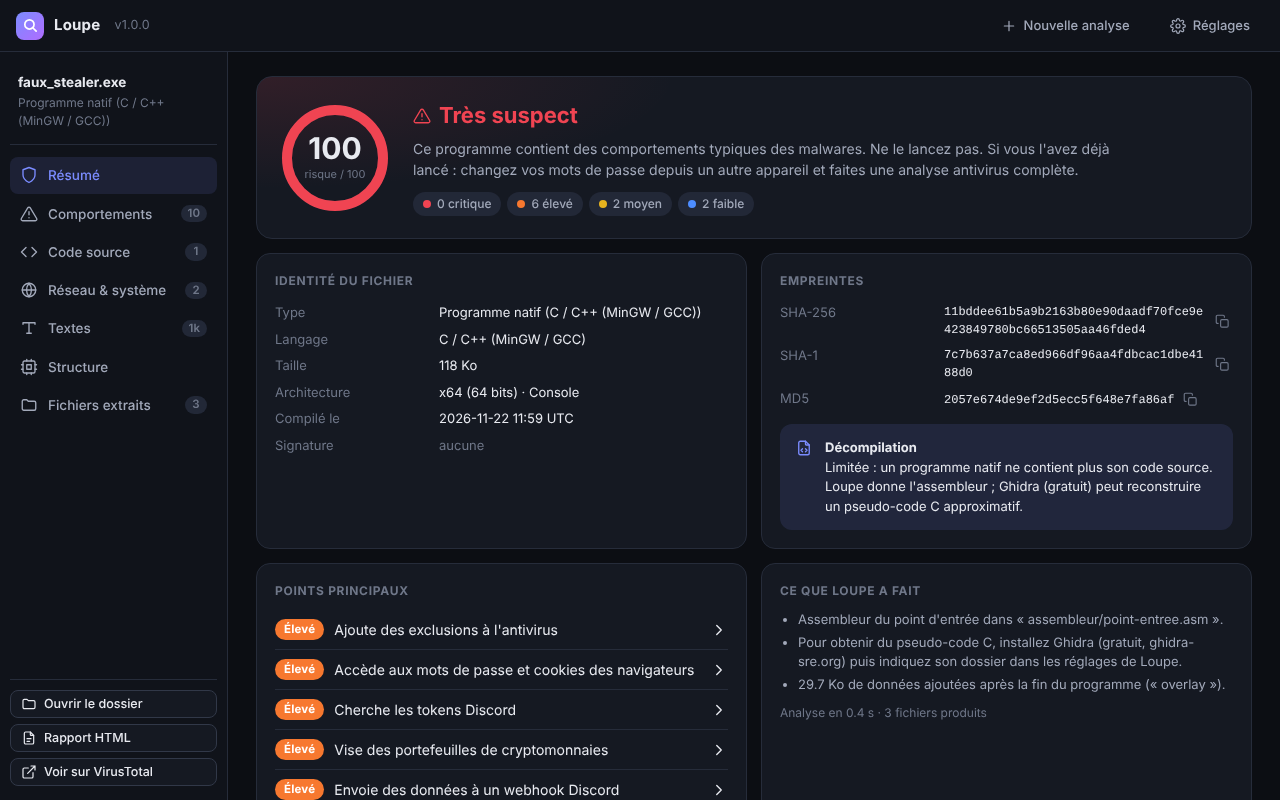 Loupe v1.0.0
Nouvelle analyse
Réglages
faux_stealer.exe
Programme natif (C / C++
(MinGW / GCC))
Résumé
Comportements 10
Code source 1
Réseau & système 2
Textes 1k
Structure
Fichiers extraits 3
Ouvrir le dossier
Rapport HTML
Voir sur VirusTotal
100
risque / 100
Très suspect
Ce programme contient des comportements typiques des malwares. Ne le lancez pas. Si vous l'avez déjà
lancé : changez vos mots de passe depuis un autre appareil et faites une analyse antivirus complète.
0 critique
6 élevé
2 moyen
2 faible
IDENTITÉ DU FICHIER
Type Programme natif (C / C++ (MinGW / GCC))
Langage C / C++ (MinGW / GCC)
Taille 118 Ko
Architecture x64 (64 bits) · Console
Compilé le 2026-11-22 11:59 UTC
Signature aucune
EMPREINTES
SHA-256 11bddee61b5a9b2163b80e90daadf70fce9e
423849780bc66513505aa46fded4
SHA-1 7c7b637a7ca8ed966df96aa4fdbcac1dbe41
88d0
MD5 2057e674de9ef2d5ecc5f648e7fa86af
Décompilation
Limitée : un programme natif ne contient plus son code source.
Loupe donne l'assembleur ; Ghidra (gratuit) peut reconstruire
un pseudo-code C approximatif.
POINTS PRINCIPAUX
Élevé Ajoute des exclusions à l'antivirus
Élevé Accède aux mots de passe et cookies des navigateurs
Élevé Cherche les tokens Discord
Élevé Vise des portefeuilles de cryptomonnaies
Élevé Envoie des données à un webhook Discord
CE QUE LOUPE A FAIT
• Assembleur du point d'entrée dans « assembleur/point-entree.asm ».
• Pour obtenir du pseudo-code C, installez Ghidra (gratuit, ghidra-
sre.org) puis indiquez son dossier dans les réglages de Loupe.
• 29.7 Ko de données ajoutées après la fin du programme (« overlay »).
Analyse en 0.4 s · 3 fichiers produits